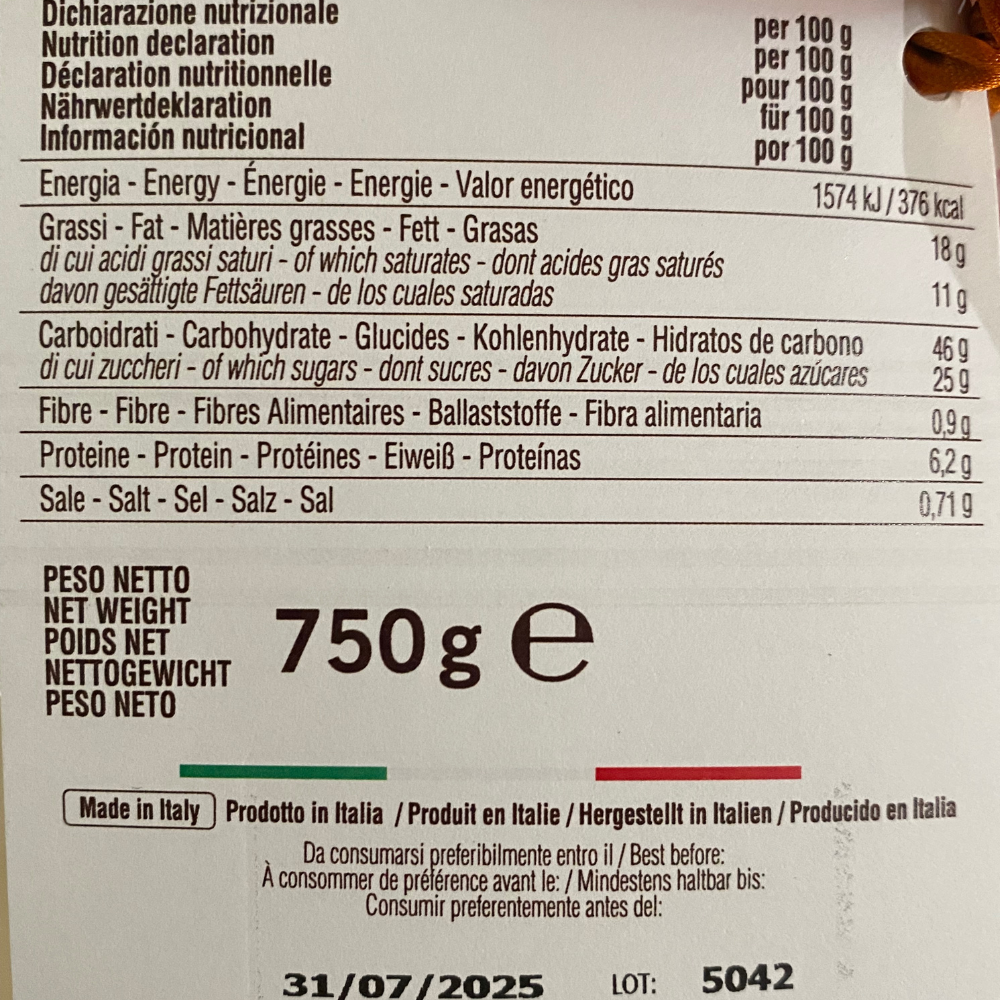 Dichiarazione nutrizionale per 100 g
Nutrition declaration per 100 g
Déclaration nutritionnelle pour 100 g
Nährwertdeklaration für 100 g
Información nutricional por 100 g
Energia - Energy - Énergie - Energie - Valor energético 1574 kJ / 376 kcal
Grassi - Fat - Matières grasses - Fett - Grasas 18 g
di cui acidi grassi saturi - of which saturates - dont acides gras saturés
davon gesättigte Fettsäuren - de los cuales saturadas 11 g
Carboidrati - Carbohydrate - Glucides - Kohlenhydrate - Hidratos de carbono 46 g
di cui zuccheri - of which sugars - dont sucres - davon Zucker - de los cuales azúcares 25 g
Fibre - Fibre - Fibres Alimentaires - Ballaststoffe - Fibra alimentaria 0,9 g
Proteine - Protein - Protéines - Eiweiß - Proteínas 6,2 g
Sale - Salt - Sel - Salz - Sal 0,71 g
PESO NETTO
NET WEIGHT
POIDS NET
NETTOGEWICHT
PESO NETO
750 g e
Made in Italy Prodotto in Italia / Produit en Italie / Hergestellt in Italien / Producido en Italia
Da consumarsi preferibilmente entro il / Best before:
À consommer de préférence avant le: / Mindestens haltbar bis:
Consumir preferentemente antes del:
31/07/2025 LOT: 5042